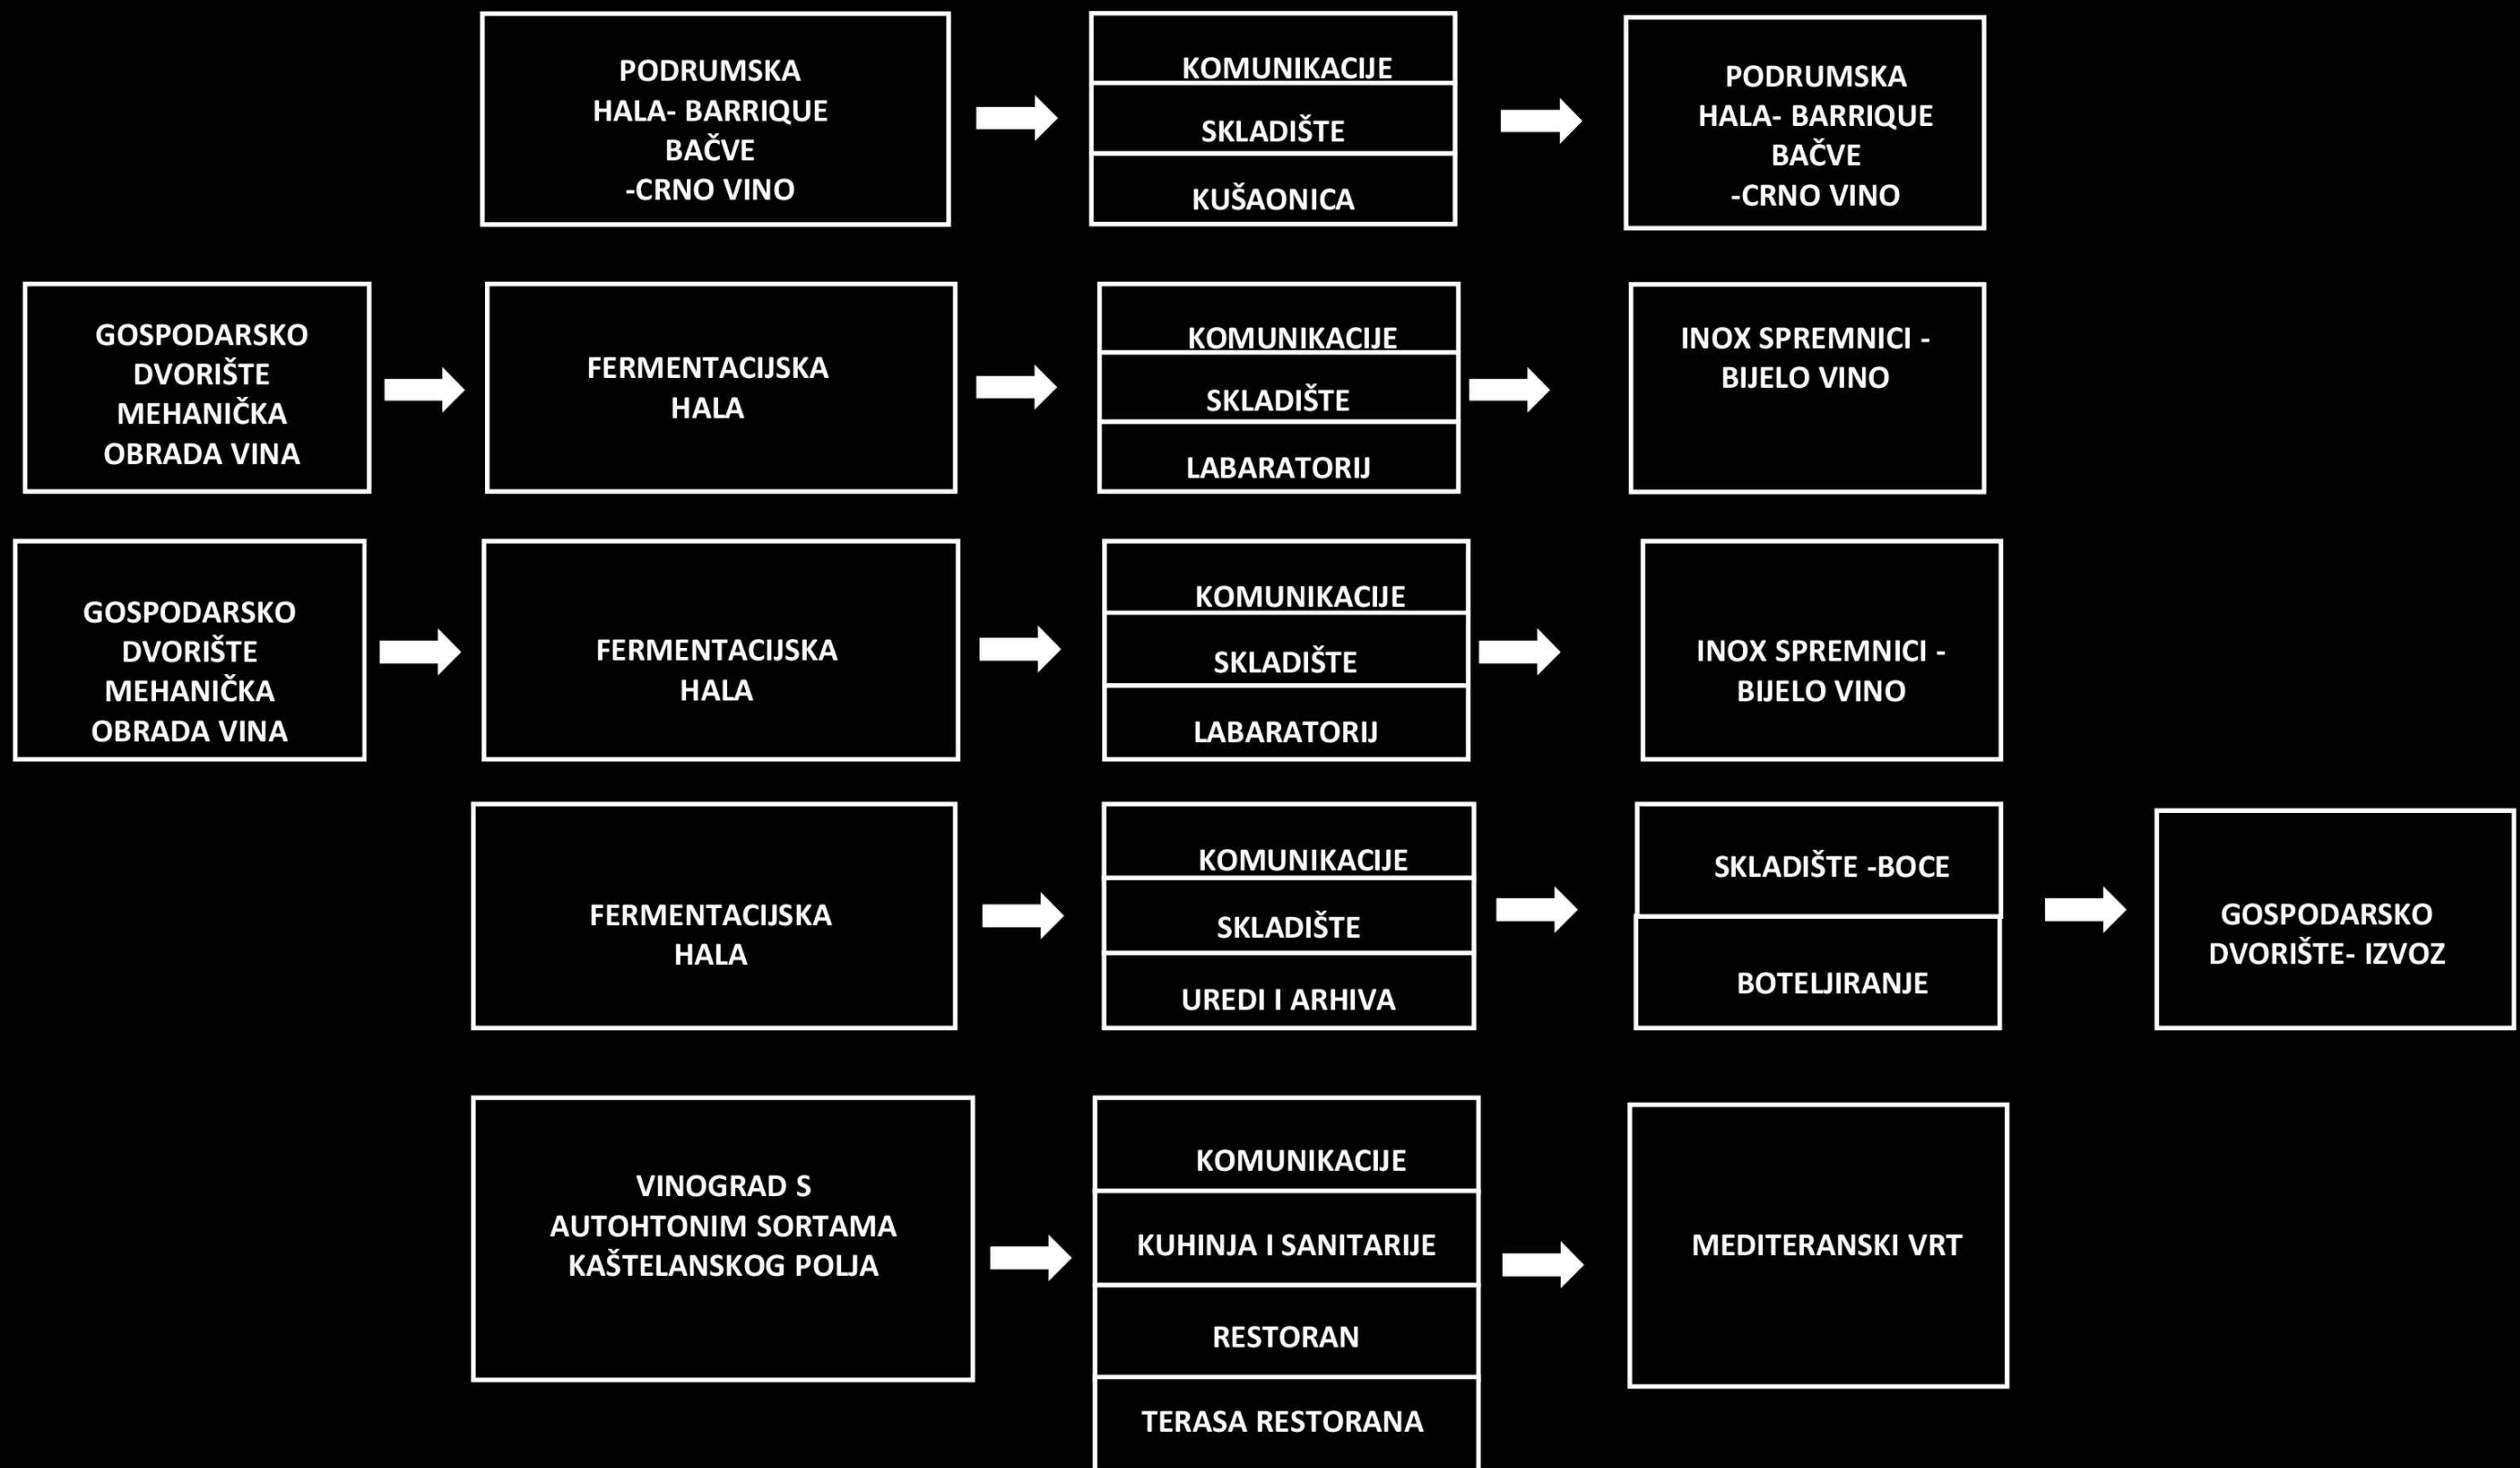 PODRUMSKA
HALA- BARRIQUE
BAČVE
-CRNO VINO
KOMUNIKACIJE
SKLADIŠTE
KUŠAONICA
PODRUMSKA
HALA- BARRIQUE
BAČVE
-CRNO VINO
GOSPODARSKO
DVORIŠTE
MEHANIČKA
OBRADA VINA
FERMENTACIJSKA
HALA
KOMUNIKACIJE
SKLADIŠTE
LABARATORIJ
INOX SPREMNICI -
BIJELO VINO
GOSPODARSKO
DVORIŠTE
MEHANIČKA
OBRADA VINA
FERMENTACIJSKA
HALA
KOMUNIKACIJE
SKLADIŠTE
LABARATORIJ
INOX SPREMNICI -
BIJELO VINO
FERMENTACIJSKA
HALA
KOMUNIKACIJE
SKLADIŠTE
UREDI I ARHIVA
SKLADIŠTE -BOCE
BOTELJIRANJE
GOSPODARSKO
DVORIŠTE- IZVOZ
VINOGRAD S
AUTOHTONIM SORTAMA
KAŠTELANSKOG POLJA
KOMUNIKACIJE
KUHINJA I SANITARIJE
RESTORAN
TERASA RESTORANA
MEDITERANSKI VRT